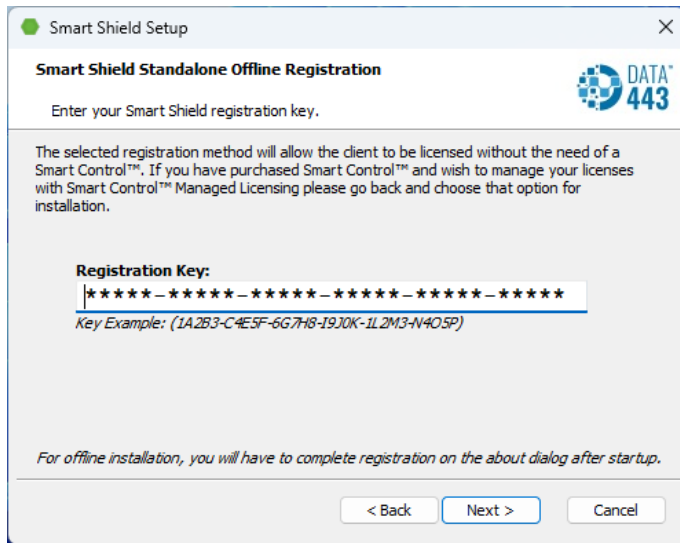 Smart Shield Setup
Smart Shield Standalone Offline Registration
Enter your Smart Shield registration key.
DATA™
443
The selected registration method will allow the client to be licensed without the need of a
Smart Control™. If you have purchased Smart Control™ and wish to manage your licenses
with Smart Control™ Managed Licensing please go back and choose that option for
installation.
Registration Key:
*****-*****-*****-*****-*****-*****
Key Example: (1A2B3-C4E5F-6G7H8-I9J0K-1L2M3-N4O5P)
For offline installation, you will have to complete registration on the about dialog after startup.
< Back
Next >
Cancel